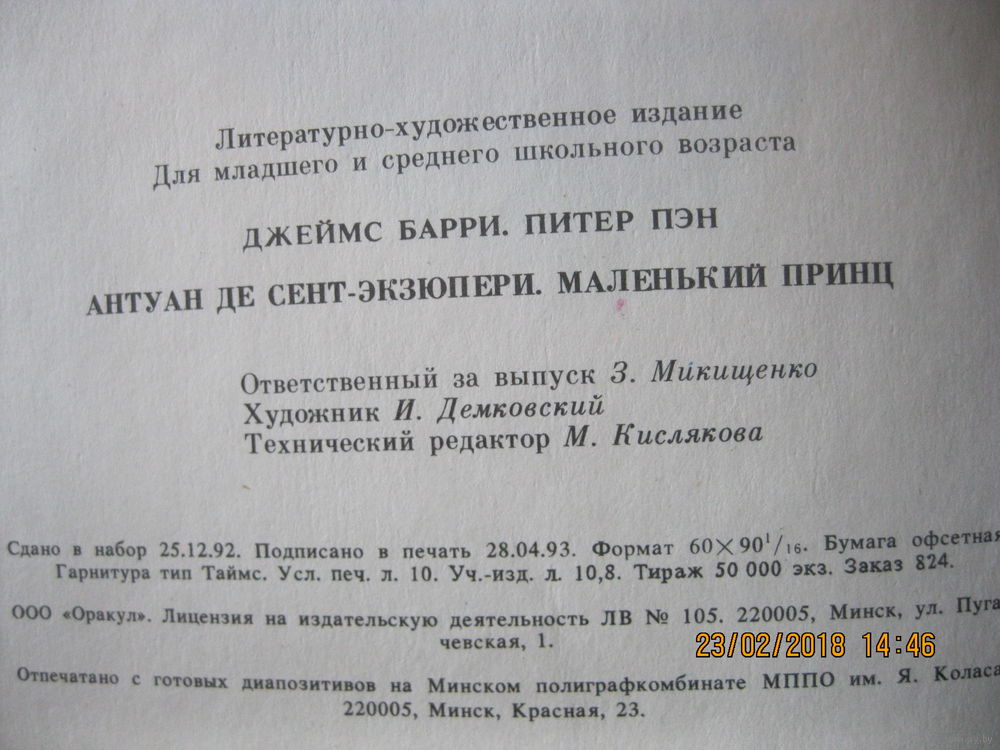 Литературно-художественное издание
Для младшего и среднего школьного возраста
ДЖЕЙМС БАРРИ. ПИТЕР ПЭН
АНТУАН ДЕ СЕНТ-ЭКЗЮПЕРИ. МАЛЕНЬКИЙ ПРИНЦ
Ответственный за выпуск З. Микищенко
Художник И. Демковский
Технический редактор М. Кислякова
Сдано в набор 25.12.92. Подписано в печать 28.04.93. Формат 60×90¹/₁₆. Бумага офсетная
Гарнитура тип Таймс. Усл. печ. л. 10. Уч.-изд. л. 10,8. Тираж 50 000 экз. Заказ 824.
ООО «Оракул». Лицензия на издательскую деятельность ЛВ № 105. 220005, Минск, ул. Пуга
чевская, 1.
23/02/2018 14:46
Отпечатано с готовых диапозитивов на Минском полиграфкомбинате МППО им. Я. Коласа
220005, Минск, Красная, 23.